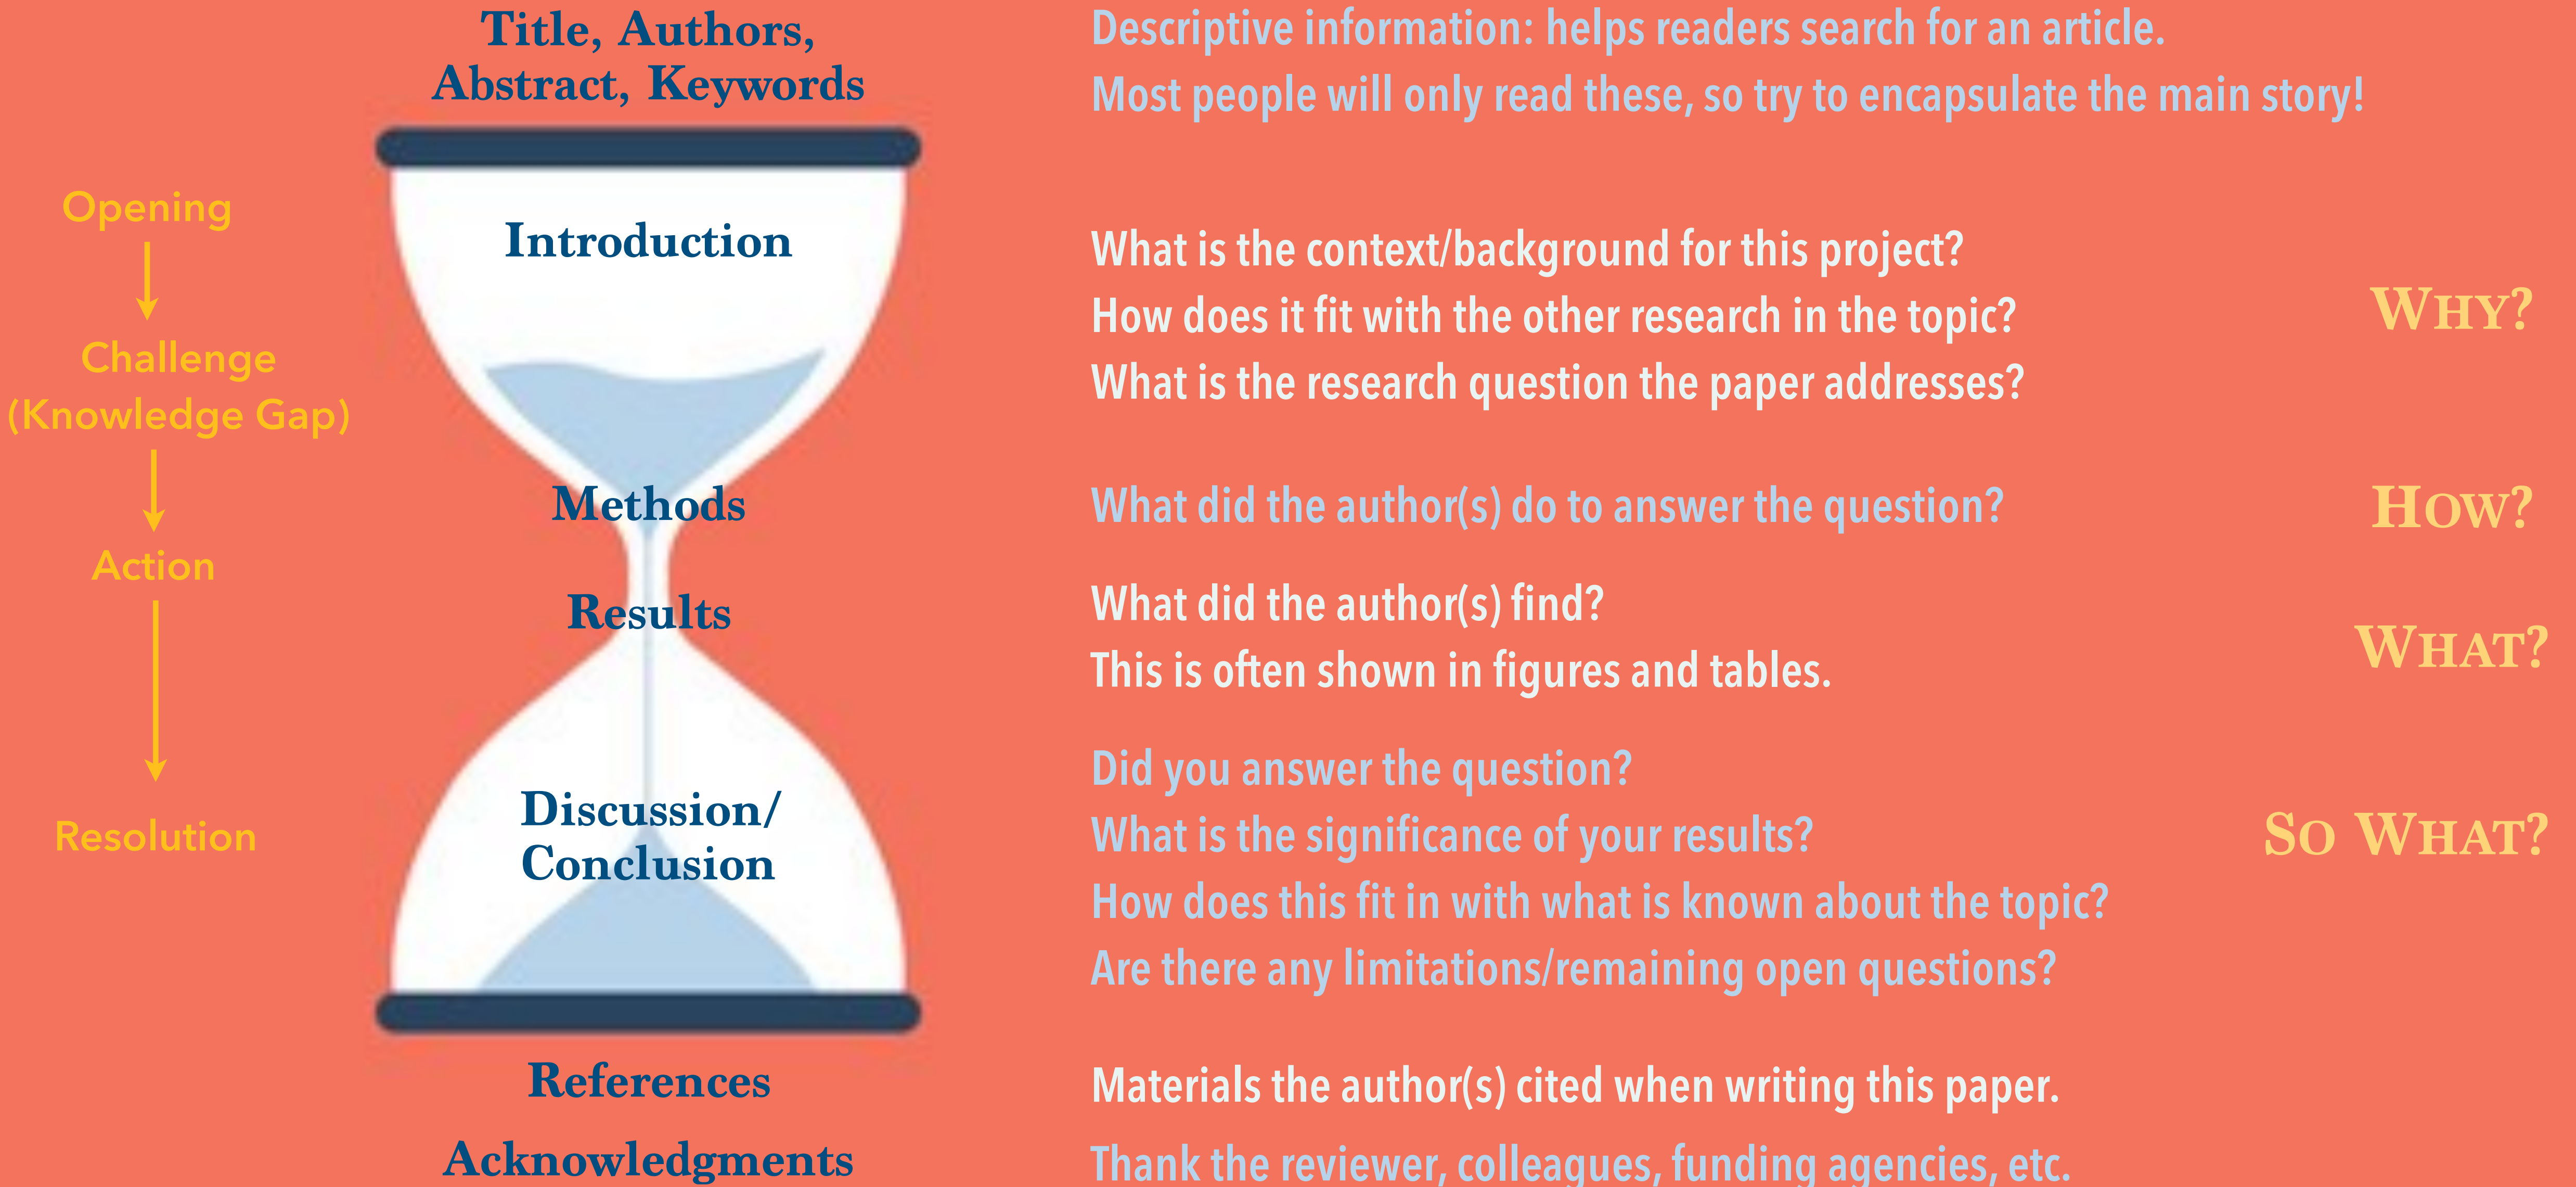 Title, Authors,
Abstract, Keywords
Descriptive information: helps readers search for an article.
Most people will only read these, so try to encapsulate the main story!
Opening
Challenge
(Knowledge Gap)
Action
Resolution
Introduction
What is the context/background for this project?
How does it fit with the other research in the topic?
What is the research question the paper addresses?
WHY?
Methods
What did the author(s) do to answer the question?
HOW?
Results
What did the author(s) find?
This is often shown in figures and tables.
WHAT?
Discussion/
Conclusion
Did you answer the question?
What is the significance of your results?
How does this fit in with what is known about the topic?
Are there any limitations/remaining open questions?
SO WHAT?
References
Materials the author(s) cited when writing this paper.
Acknowledgments
Thank the reviewer, colleagues, funding agencies, etc.